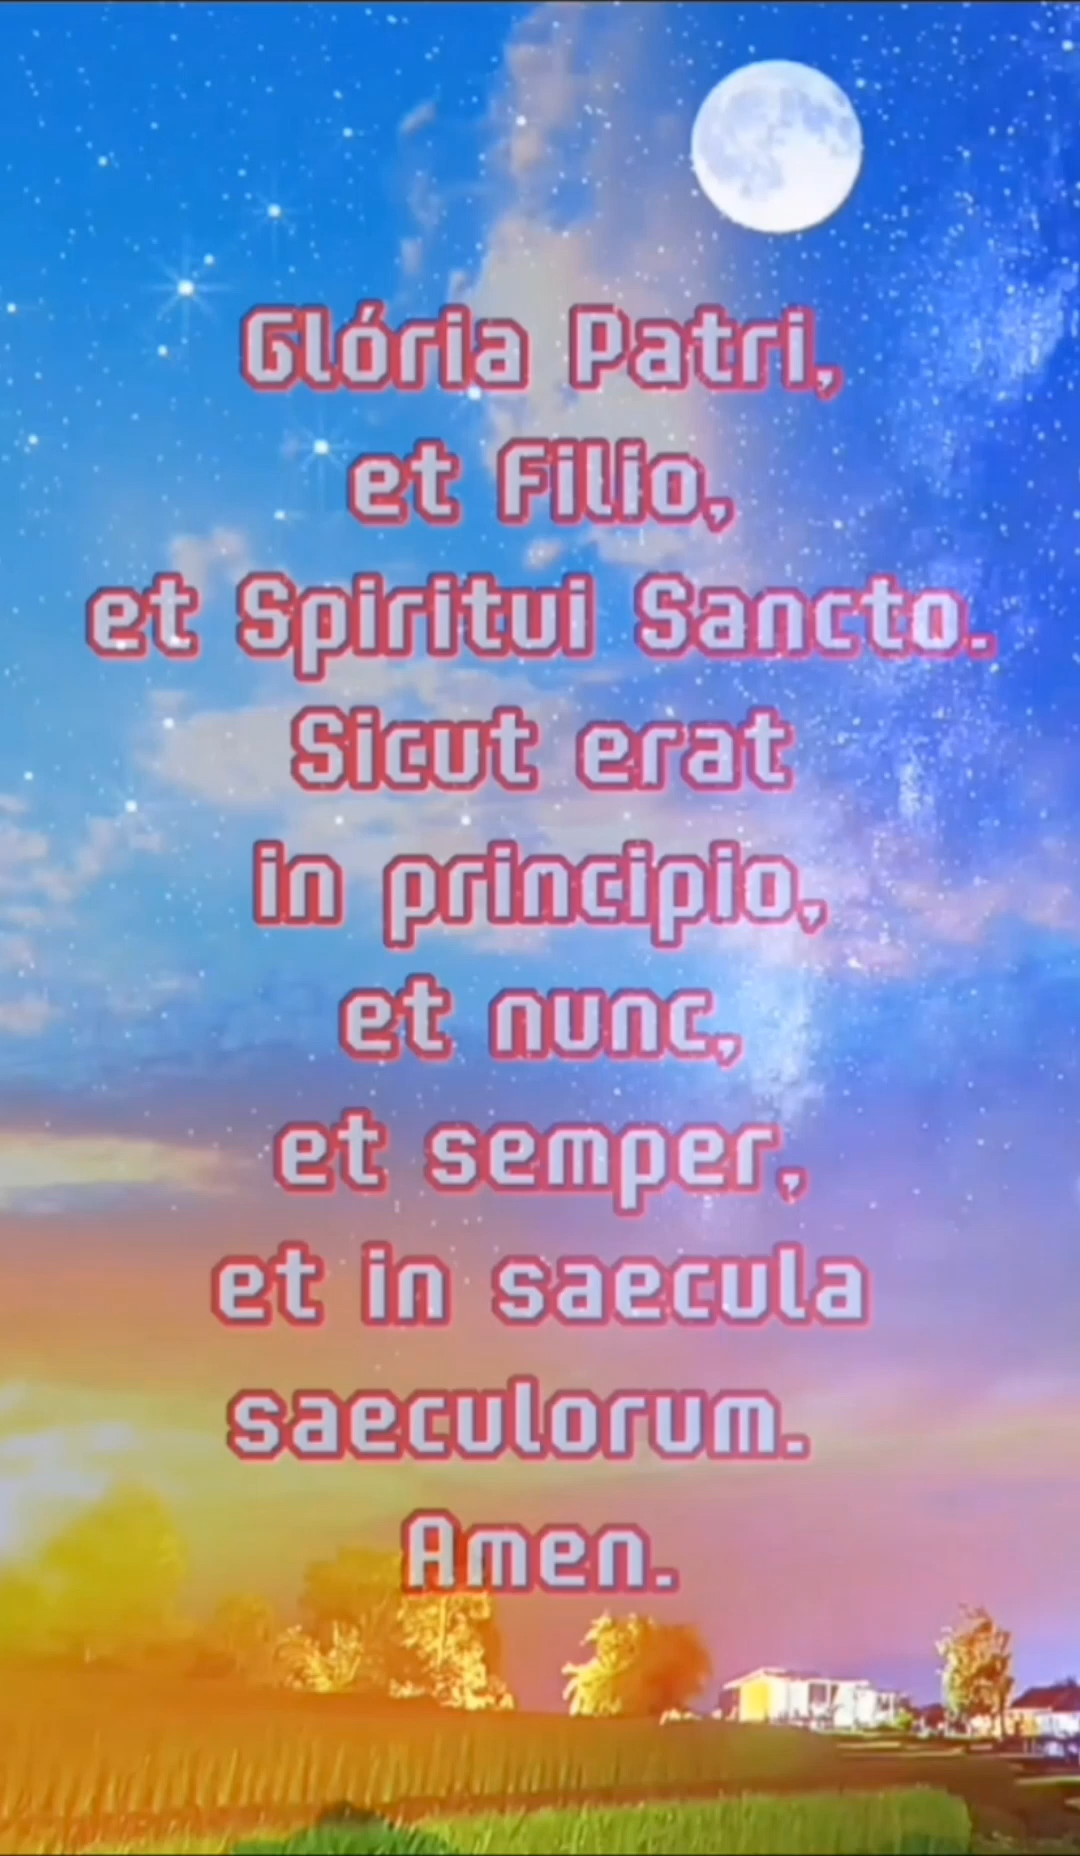 Glória Patri,
et Filio,
et Spiritui Sancto.
Sicut erat
in principio,
et nunc,
et semper,
et in saecula
saeculorum.
Amen.